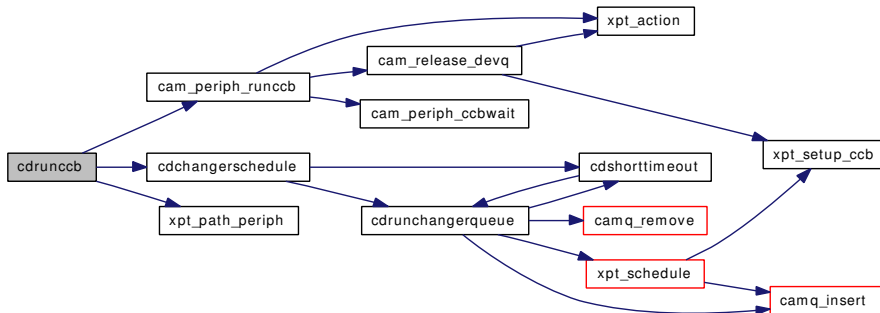 xpt_action
cam_release_devq
cam_periph_runccb
cam_periph_ccbwait
xpt_setup_ccb
cdrunccb
cdchangerschedule
cdshorttimeout
xpt_path_periph
cdrunchangerqueue
camq_remove
xpt_schedule
camq_insert